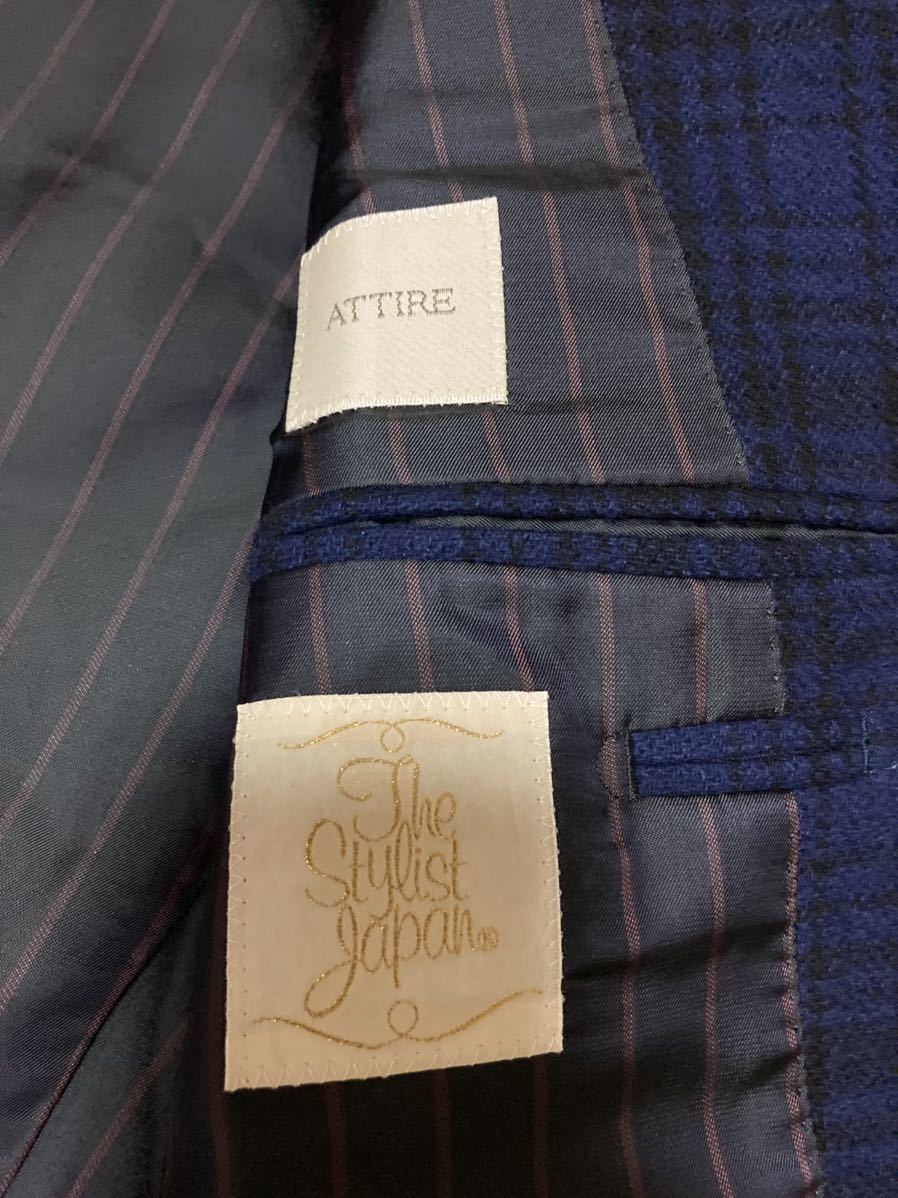 ATTIRE
The
Stylist
Japan®